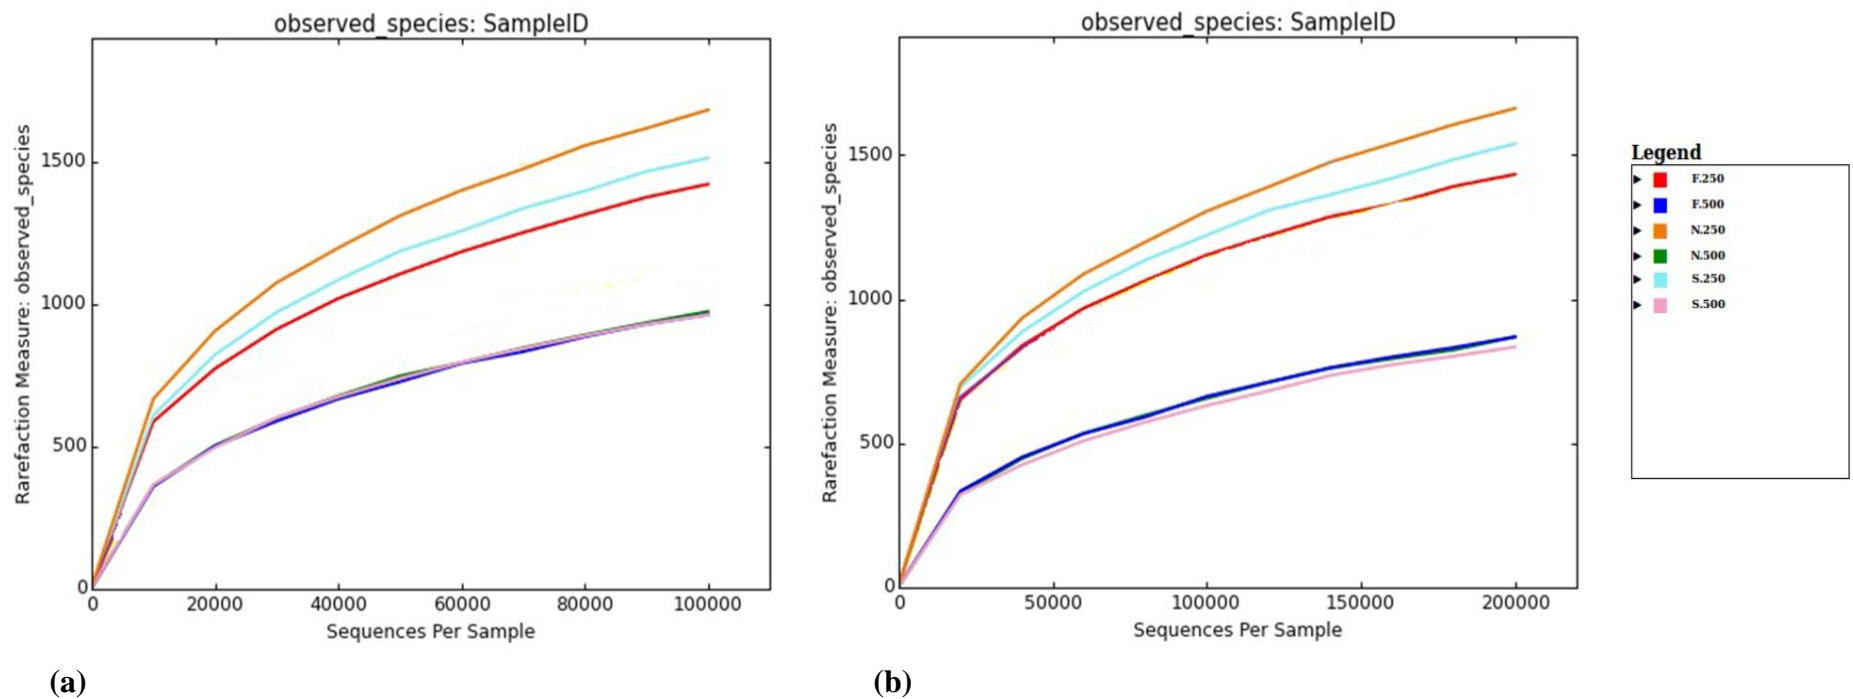 observed_species: SampleID
Rarefaction Measure: observed_species
1500
1000
500
0
0 20000 40000 60000 80000 100000
Sequences Per Sample
(a)
observed_species: SampleID
Rarefaction Measure: observed_species
1500
1000
500
0
0 50000 100000 150000 200000
Sequences Per Sample
(b)
Legend
F.250
F.500
N.250
N.500
S.250
S.500